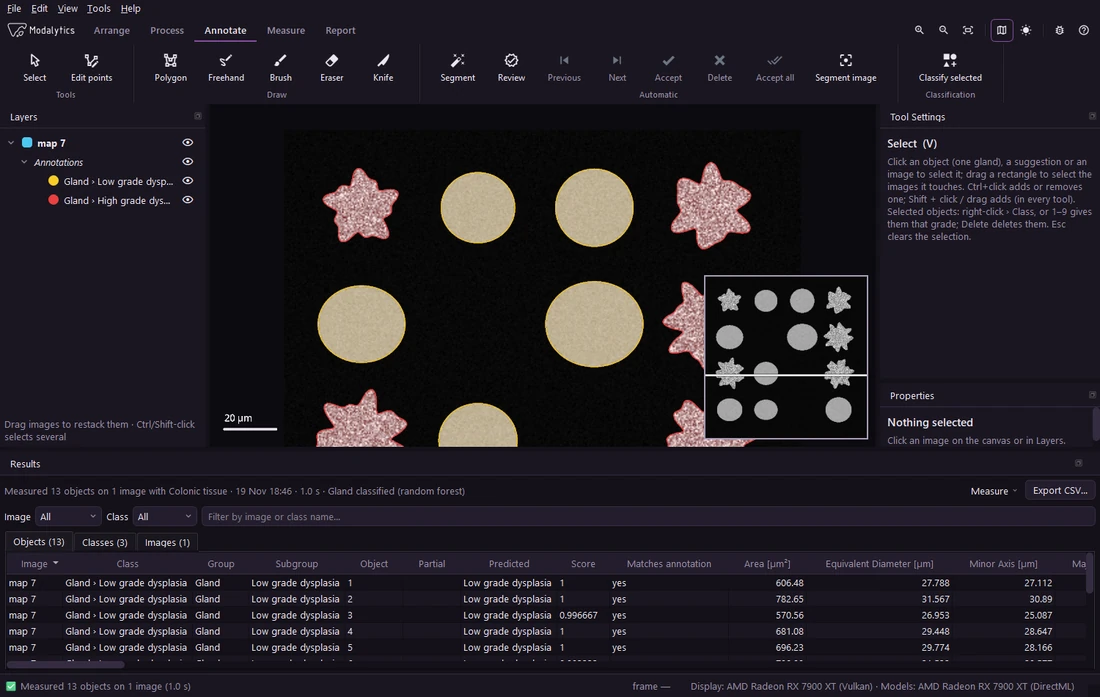 File Edit View Tools Help
Modalytics Arrange Process Annotate Measure Report
Select Edit points Polygon Freehand Brush Eraser Knife Segment Review Previous Next Accept Delete Accept all Segment image Classify selected
Tools Draw Automatic Classification
Layers
map 7
Annotations
Gland › Low grade dysp...
Gland › High grade dys...
Drag images to restack them · Ctrl/Shift-click
selects several
20 µm
Tool Settings
Select (V)
Click an object (one gland), a suggestion or an
image to select it; drag a rectangle to select the
images it touches. Ctrl+click adds or removes
one; Shift + click / drag adds (in every tool).
Selected objects: right-click › Class, or 1–9 gives
them that grade; Delete deletes them. Esc
clears the selection.
Properties
Nothing selected
Click an image on the canvas or in Layers.
Results
Measured 13 objects on 1 image with Colonic tissue · 19 Nov 18:46 · 1.0 s · Gland classified (random forest)
Measure Export CSV...
Image All Class All Filter by image or class name...
Objects (13) Classes (3) Images (1)
Image Class Group Subgroup Object Partial Predicted Score Matches annotation Area [µm²] Equivalent Diameter [µm] Minor Axis [µm] Ma
map 7 Gland › Low grade dysplasia Gland Low grade dysplasia 1 Low grade dysplasia 1 yes 606.48 27.788 27.112
map 7 Gland › Low grade dysplasia Gland Low grade dysplasia 2 Low grade dysplasia 1 yes 782.65 31.567 30.89
map 7 Gland › Low grade dysplasia Gland Low grade dysplasia 3 Low grade dysplasia 0.996667 yes 570.56 26.953 25.087
map 7 Gland › Low grade dysplasia Gland Low grade dysplasia 4 Low grade dysplasia 1 yes 681.08 29.448 28.647
map 7 Gland › Low grade dysplasia Gland Low grade dysplasia 5 Low grade dysplasia 1 yes 696.23 29.774 28.166
Measured 13 objects on 1 image (1.0 s)
frame — Display: AMD Radeon RX 7900 XT (Vulkan) · Models: AMD Radeon RX 7900 XT (DirectML)